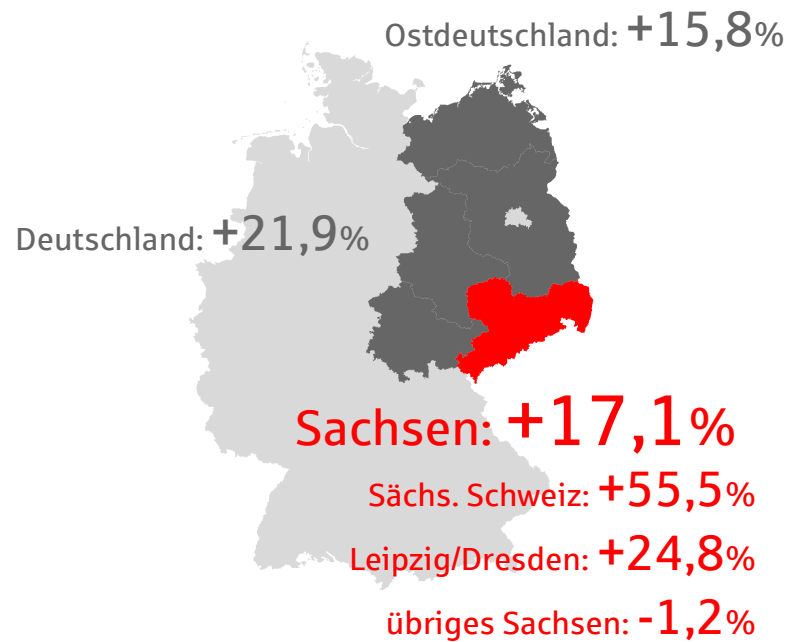 Ostdeutschland: +15,8%
Deutschland: +21,9%
Sachsen: +17,1%
Sächs. Schweiz: +55,5%
Leipzig/Dresden: +24,8%
übriges Sachsen: -1,2%